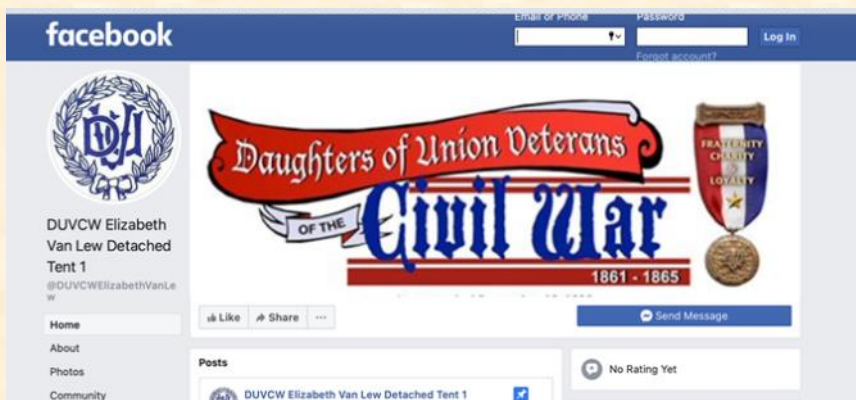 Email or Phone
Password
facebook
Log In
Forgot account?
Daughters of Union Veterans
OF THE
Civil War
1861 - 1865
FRATERNITY
CHARITY
&
LOYALTY
DUVCW Elizabeth
Van Lew Detached
Tent 1
@DUVCWElizabethVanLe
w
Home
About
Photos
Community
Like
Share
...
Send Message
Posts
DUVCW Elizabeth Van Lew Detached Tent 1
No Rating Yet